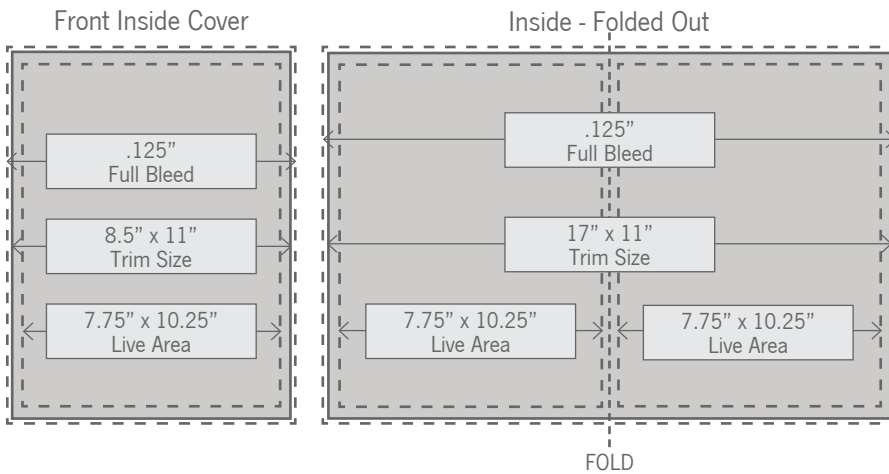 Front Inside Cover
.125”
Full Bleed
8.5” x 11”
Trim Size
7.75” x 10.25”
Live Area
Inside - Folded Out
.125”
Full Bleed
17” x 11”
Trim Size
7.75” x 10.25”
Live Area
7.75” x 10.25”
Live Area
FOLD